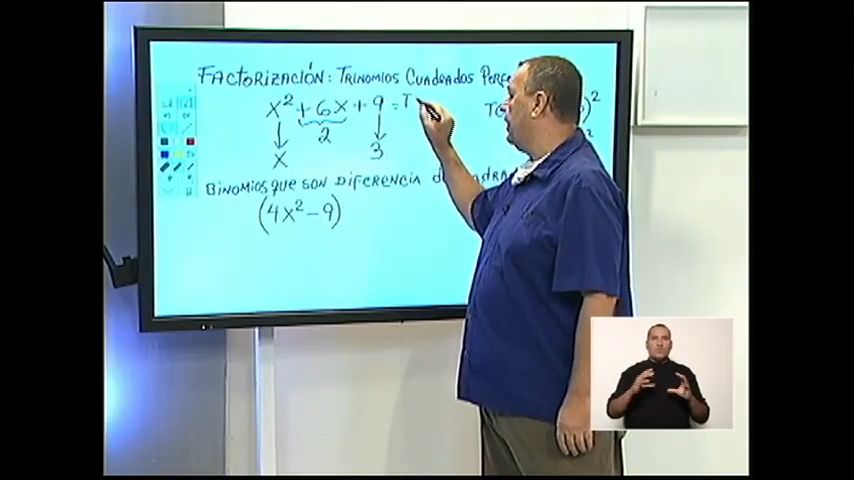 FACTORIZACIÓN: TRINOMIOS CUADRADOS
x² + 6x + 9 = T
2
x 3
BINOMIOS QUE SON DIFERENCIA
(4x² - 9)